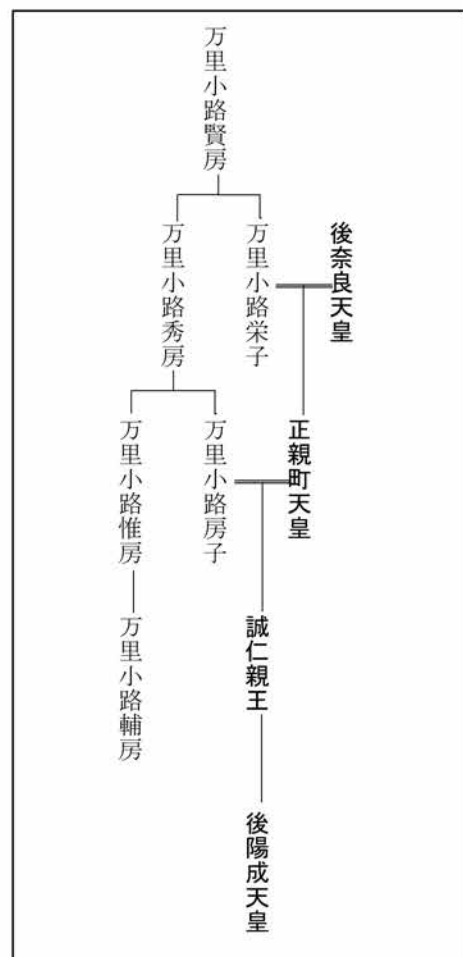 万里小路賢房
後奈良天皇
万里小路栄子
万里小路秀房
正親町天皇
万里小路房子
万里小路惟房
誠仁親王
万里小路輔房
後陽成天皇